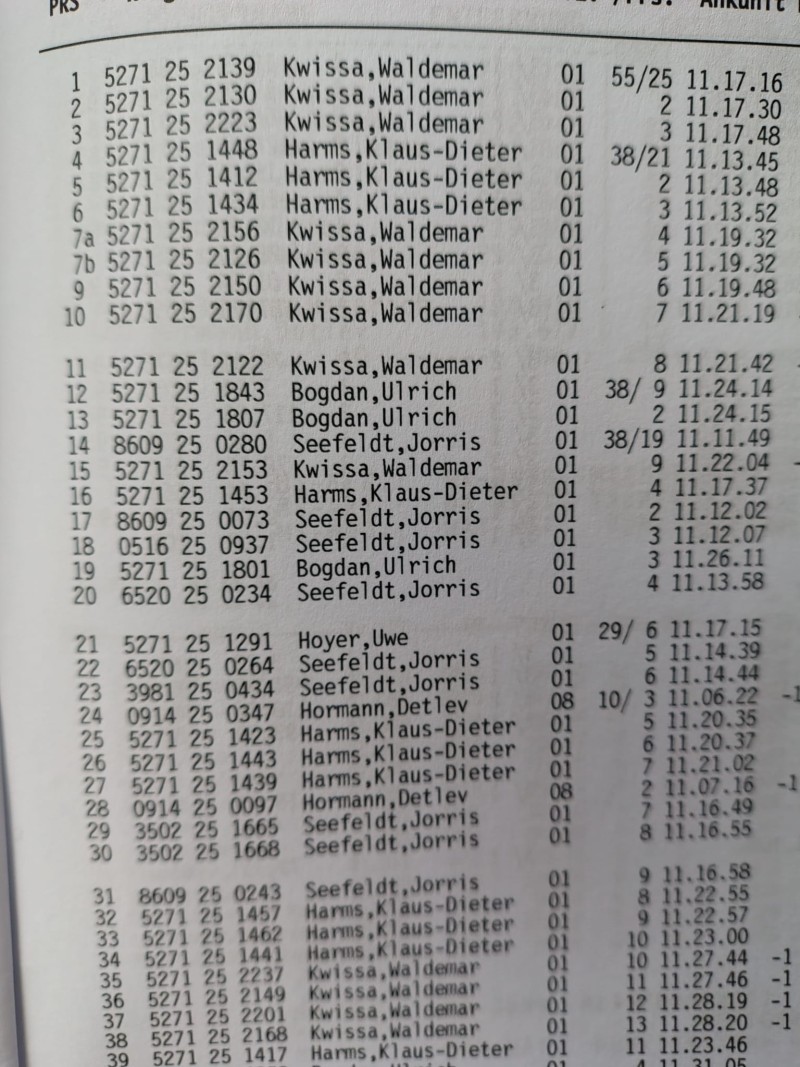 PRS Ankunft
1 5271 25 2139 Kwissa,Waldemar 01 55/25 11.17.16
2 5271 25 2130 Kwissa,Waldemar 01 2 11.17.30
3 5271 25 2223 Kwissa,Waldemar 01 3 11.17.48
4 5271 25 1448 Harms,Klaus-Dieter 01 38/21 11.13.45
5 5271 25 1412 Harms,Klaus-Dieter 01 2 11.13.48
6 5271 25 1434 Harms,Klaus-Dieter 01 3 11.13.52
7a 5271 25 2156 Kwissa,Waldemar 01 4 11.19.32
7b 5271 25 2126 Kwissa,Waldemar 01 5 11.19.32
9 5271 25 2150 Kwissa,Waldemar 01 6 11.19.48
10 5271 25 2170 Kwissa,Waldemar 01 7 11.21.19
11 5271 25 2122 Kwissa,Waldemar 01 8 11.21.42
12 5271 25 1843 Bogdan,Ulrich 01 38/ 9 11.24.14
13 5271 25 1807 Bogdan,Ulrich 01 2 11.24.15
14 8609 25 0280 Seefeldt,Jorris 01 38/19 11.11.49
15 5271 25 2153 Kwissa,Waldemar 01 9 11.22.04
16 5271 25 1453 Harms,Klaus-Dieter 01 4 11.17.37
17 8609 25 0073 Seefeldt,Jorris 01 2 11.12.02
18 0516 25 0937 Seefeldt,Jorris 01 3 11.12.07
19 5271 25 1801 Bogdan,Ulrich 01 3 11.26.11
20 6520 25 0234 Seefeldt,Jorris 01 4 11.13.58
21 5271 25 1291 Hoyer,Uwe 01 29/ 6 11.17.15
22 6520 25 0264 Seefeldt,Jorris 01 5 11.14.39
23 3981 25 0434 Seefeldt,Jorris 01 6 11.14.44
24 0914 25 0347 Hormann,Detlev 08 10/ 3 11.06.22 -1
25 5271 25 1423 Harms,Klaus-Dieter 01 5 11.20.35
26 5271 25 1443 Harms,Klaus-Dieter 01 6 11.20.37
27 5271 25 1439 Harms,Klaus-Dieter 01 7 11.21.02
28 0914 25 0097 Hormann,Detlev 08 2 11.07.16 -1
29 3502 25 1665 Seefeldt,Jorris 01 7 11.16.49
30 3502 25 1668 Seefeldt,Jorris 01 8 11.16.55
31 8609 25 0243 Seefeldt,Jorris 01 9 11.16.58
32 5271 25 1457 Harms,Klaus-Dieter 01 8 11.22.55
33 5271 25 1462 Harms,Klaus-Dieter 01 9 11.22.57
34 5271 25 1441 Harms,Klaus-Dieter 01 10 11.23.00
35 5271 25 2237 Kwissa,Waldemar 01 10 11.27.44 -1
36 5271 25 2149 Kwissa,Waldemar 01 11 11.27.46 -1
37 5271 25 2201 Kwissa,Waldemar 01 12 11.28.19 -1
38 5271 25 2168 Kwissa,Waldemar 01 13 11.28.20 -1
39 5271 25 1417 Harms,Klaus-Dieter 01 11 11.23.46